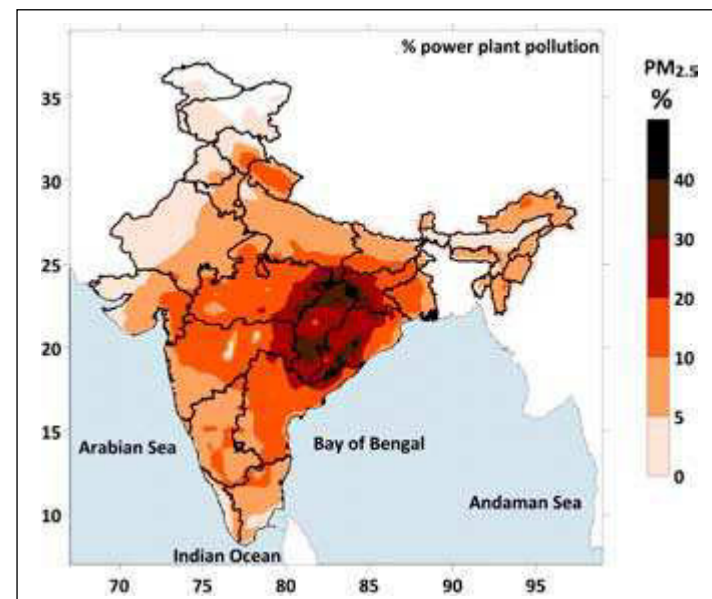 % power plant pollution
PM2.5
%
40
30
20
10
5
0
35
30
25
20
15
10
Arabian Sea
Bay of Bengal
Andaman Sea
Indian Ocean
70 75 80 85 90 95